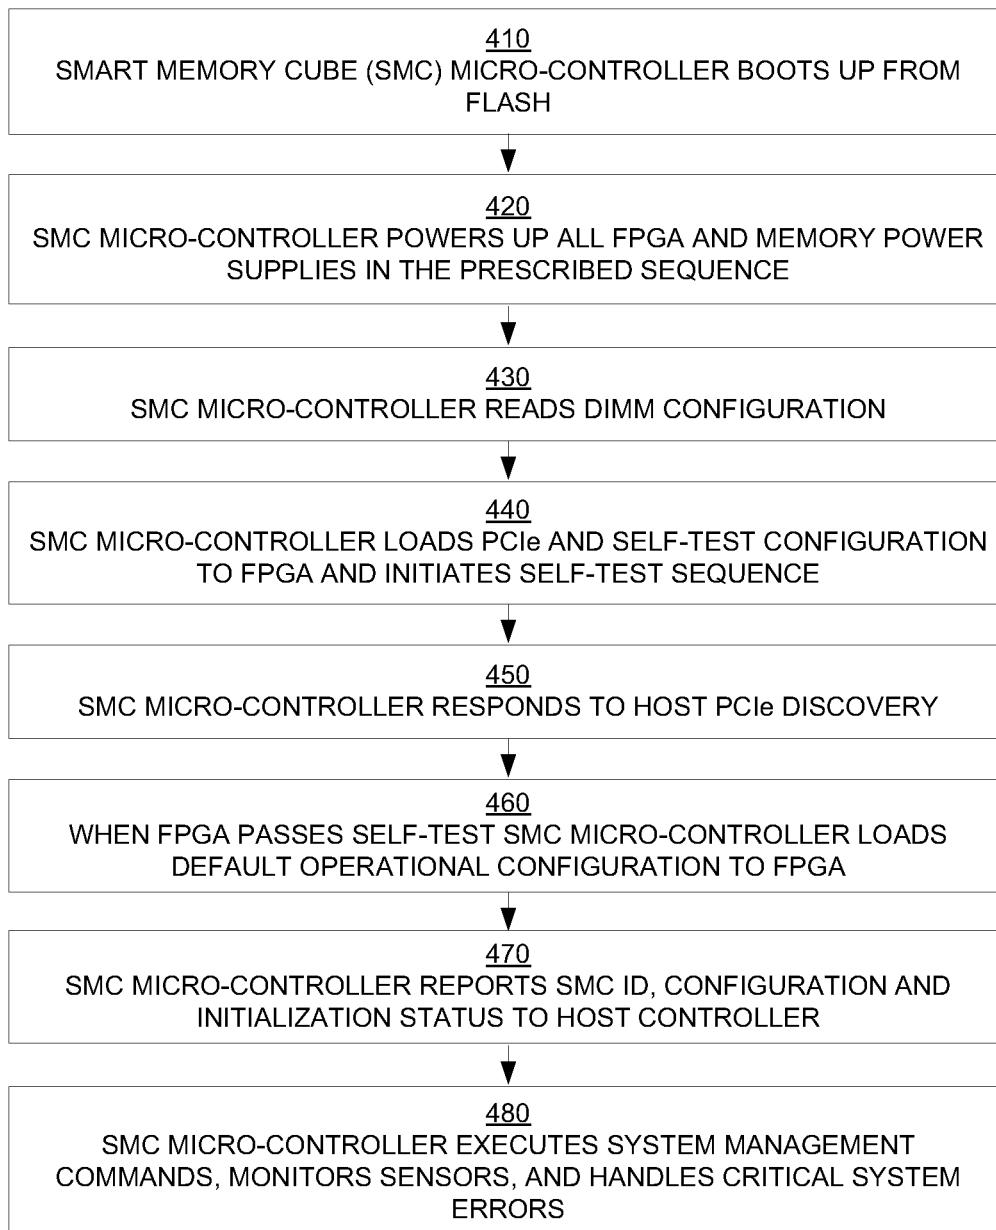 410
SMART MEMORY CUBE (SMC) MICRO-CONTROLLER BOOTS UP FROM
FLASH
420
SMC MICRO-CONTROLLER POWERS UP ALL FPGA AND MEMORY POWER
SUPPLIES IN THE PRESCRIBED SEQUENCE
430
SMC MICRO-CONTROLLER READS DIMM CONFIGURATION
440
SMC MICRO-CONTROLLER LOADS PCIe AND SELF-TEST CONFIGURATION
TO FPGA AND INITIATES SELF-TEST SEQUENCE
450
SMC MICRO-CONTROLLER RESPONDS TO HOST PCIe DISCOVERY
460
WHEN FPGA PASSES SELF-TEST SMC MICRO-CONTROLLER LOADS
DEFAULT OPERATIONAL CONFIGURATION TO FPGA
470
SMC MICRO-CONTROLLER REPORTS SMC ID, CONFIGURATION AND
INITIALIZATION STATUS TO HOST CONTROLLER
480
SMC MICRO-CONTROLLER EXECUTES SYSTEM MANAGEMENT
COMMANDS, MONITORS SENSORS, AND HANDLES CRITICAL SYSTEM
ERRORS